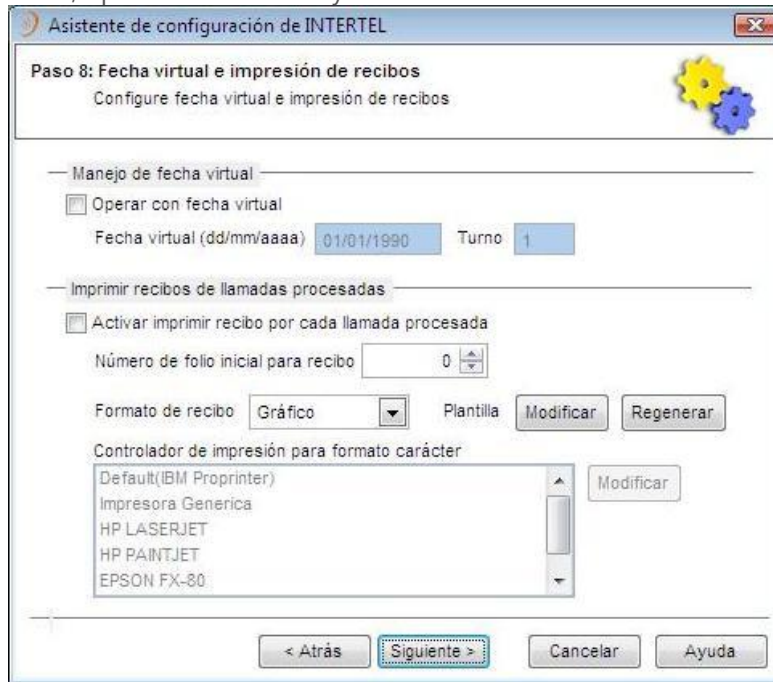 Asistente de configuración de INTERTEL
Paso 8: Fecha virtual e impresión de recibos
Configure fecha virtual e impresión de recibos
Manejo de fecha virtual
Operar con fecha virtual
Fecha virtual (dd/mm/aaaa) 01/01/1990 Turno 1
Imprimir recibos de llamadas procesadas
Activar imprimir recibo por cada llamada procesada
Número de folio inicial para recibo 0
Formato de recibo Gráfico Plantilla Modificar Regenerar
Controlador de impresión para formato carácter
Default(IBM Proprinter) Modificar
Impresora Generica
HP LASERJET
HP PAINTJET
EPSON FX-80
< Atrás Siguiente > Cancelar Ayuda